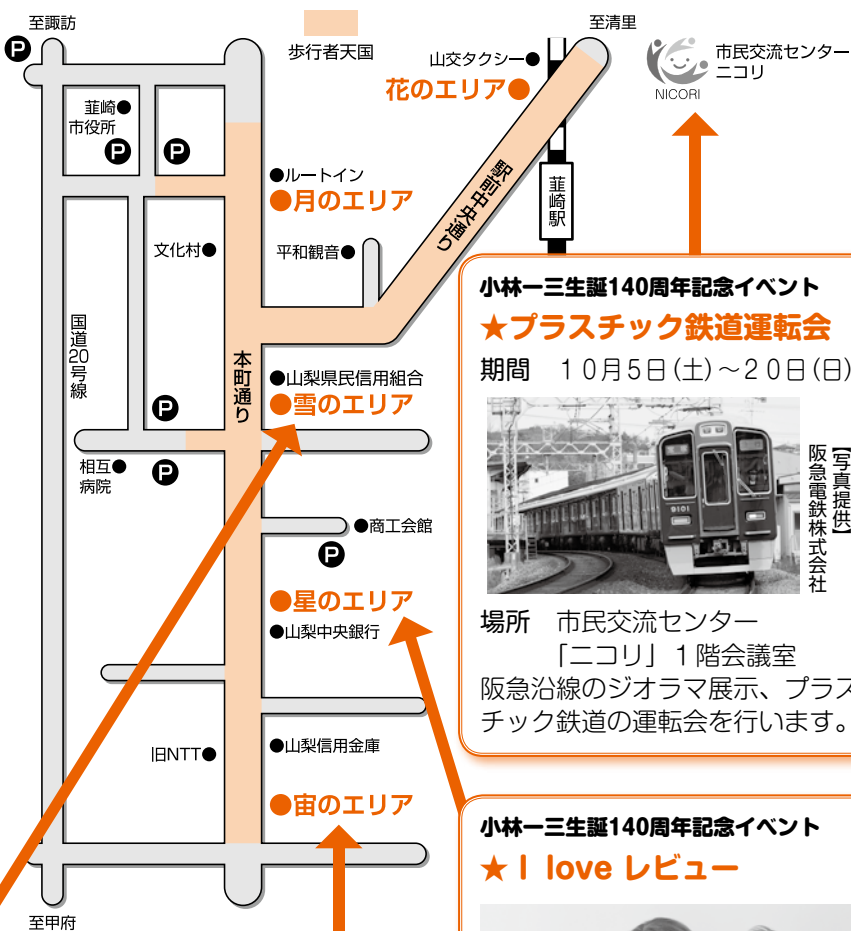 至諏訪
P
歩行者天国
至清里
山交タクシー●
花のエリア●
市民交流センター
ニコリ
NICORI
韮崎●
市役所
P
P
●ルートイン
●月のエリア
駅前中央通り
韮崎駅
文化村●
平和観音●
国道20号線
本町通り
●山梨県民信用組合
●雪のエリア
P
相互●
病院
P
●商工会館
P
●星のエリア
●山梨中央銀行
旧NTT●
●山梨信用金庫
●宙のエリア
至甲府
小林一三生誕140周年記念イベント
★プラスチック鉄道運転会
期間　10月5日(土)～20日(日)
9101
【写真提供】
阪急電鉄株式会社
場所　市民交流センター
「ニコリ」1階会議室
阪急沿線のジオラマ展示、プラス
チック鉄道の運転会を行います。
小林一三生誕140周年記念イベント
★I love レビュー